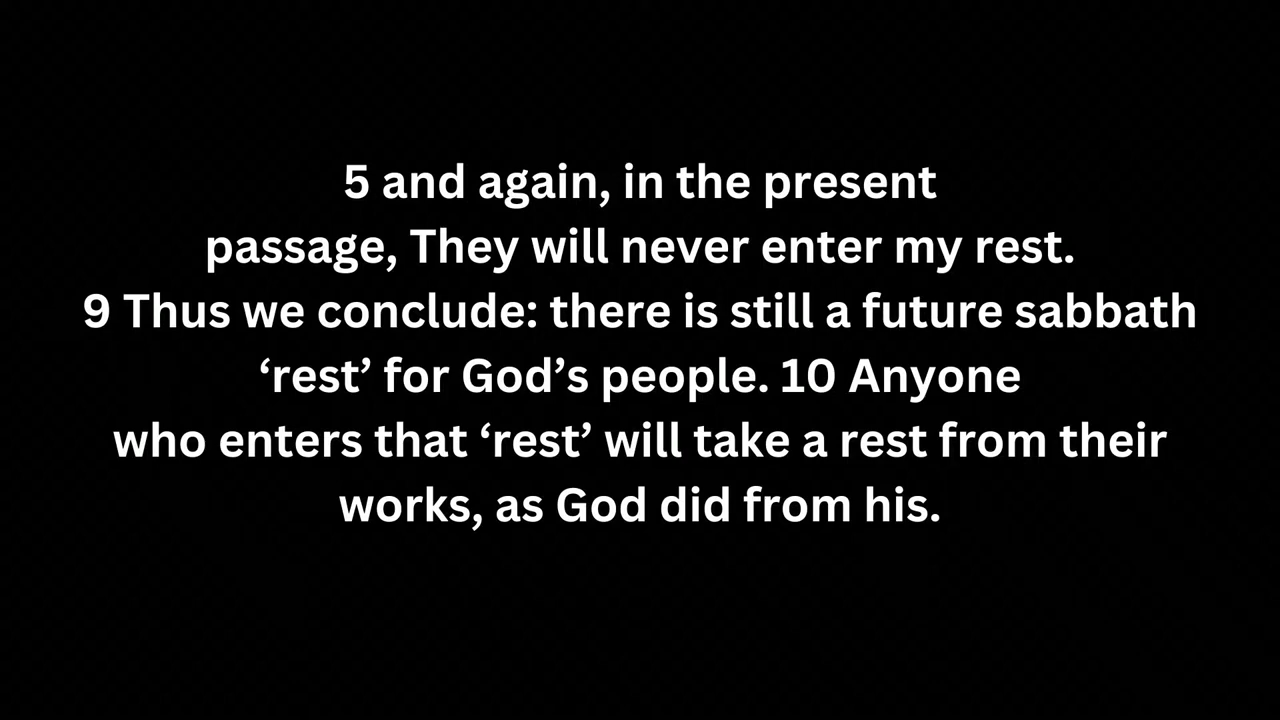 5 and again, in the present
passage, They will never enter my rest.
9 Thus we conclude: there is still a future sabbath
‘rest’ for God’s people. 10 Anyone
who enters that ‘rest’ will take a rest from their
works, as God did from his.